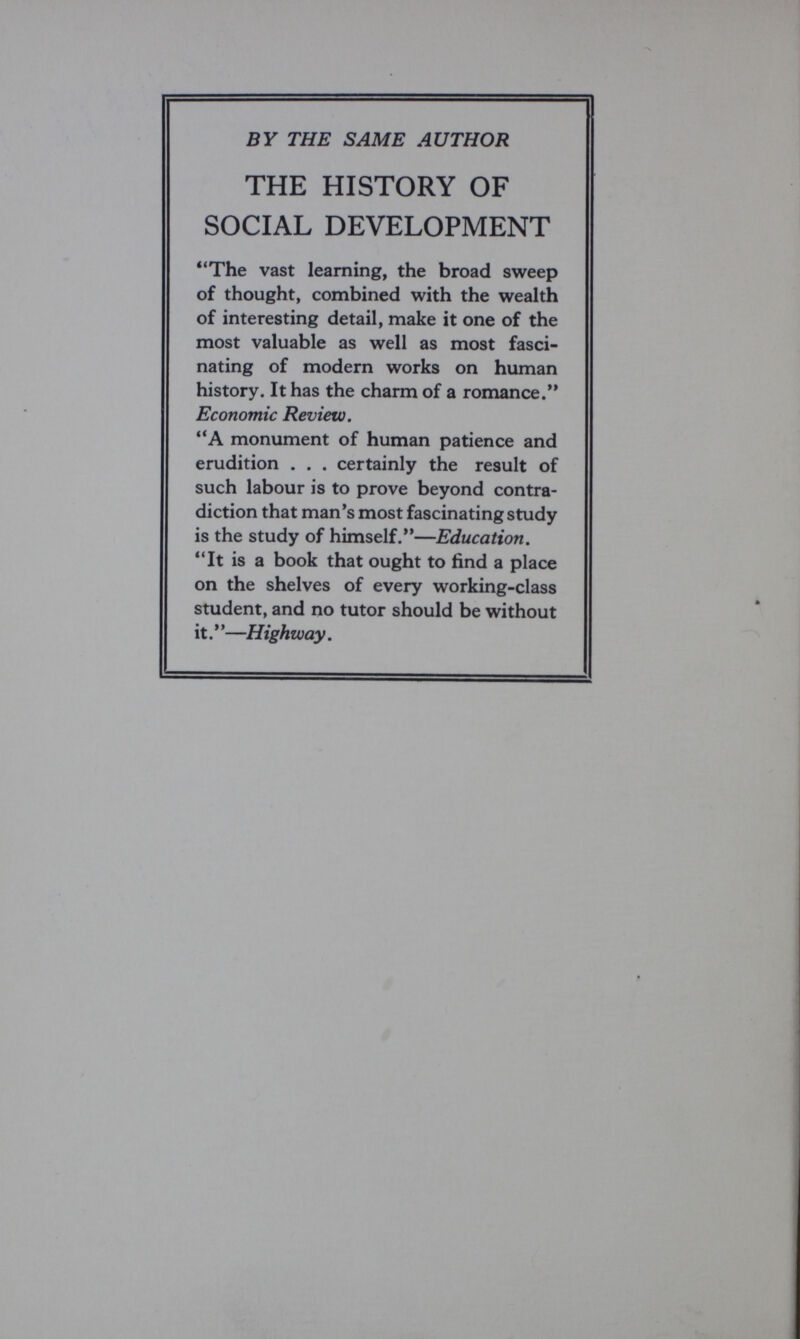 BY THE SAME AUTHOR
THE HISTORY OF
SOCIAL DEVELOPMENT
“The vast learning, the broad sweep
of thought, combined with the wealth
of interesting detail, make it one of the
most valuable as well as most fasci-
nating of modern works on human
history. It has the charm of a romance.”
Economic Review.
“A monument of human patience and
erudition . . . certainly the result of
such labour is to prove beyond contra-
diction that man’s most fascinating study
is the study of himself.”—Education.
“It is a book that ought to find a place
on the shelves of every working-class
student, and no tutor should be without
it.”—Highway.